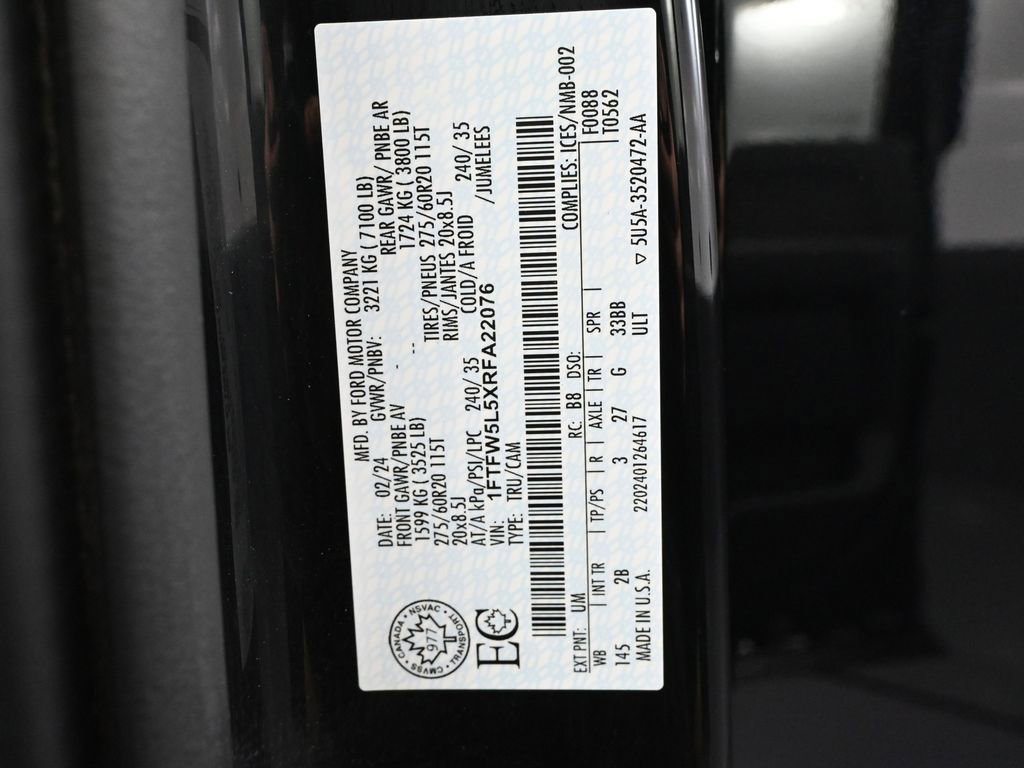 MFD. BY FORD MOTOR COMPANY
DATE: 02/24 GVWR/PNBV: 3221 KG ( 7100 LB)
FRONT GAWR/PNBE AV REAR GAWR/ PNBE AR
1599 KG ( 3525 LB) 1724 KG ( 3800 LB)
275/60R20 115T TIRES/PNEUS 275/60R20 115T
20x8.5J RIMS/JANTES 20x8.5J
AT/A kPa/PSI/LPC 240/ 35 COLD/A FROID 240/ 35
VIN: 1FTFW5L5XRFA22076 /JUMELEES
TYPE: TRU/CAM
CANADA • NSVAC • TRANSPORT • CMVSS •
977
EC
COMPLIES: ICES/NMB-002
EXT PNT: UM RC: B8 DSO: F0088
WB | INT TR | TP/PS | R | AXLE | TR | SPR | T0562
145 2B 3 27 G 33BB
MADE IN U.S.A. 220240126​4617 ULT ▽ 5U5A-3520472-AA